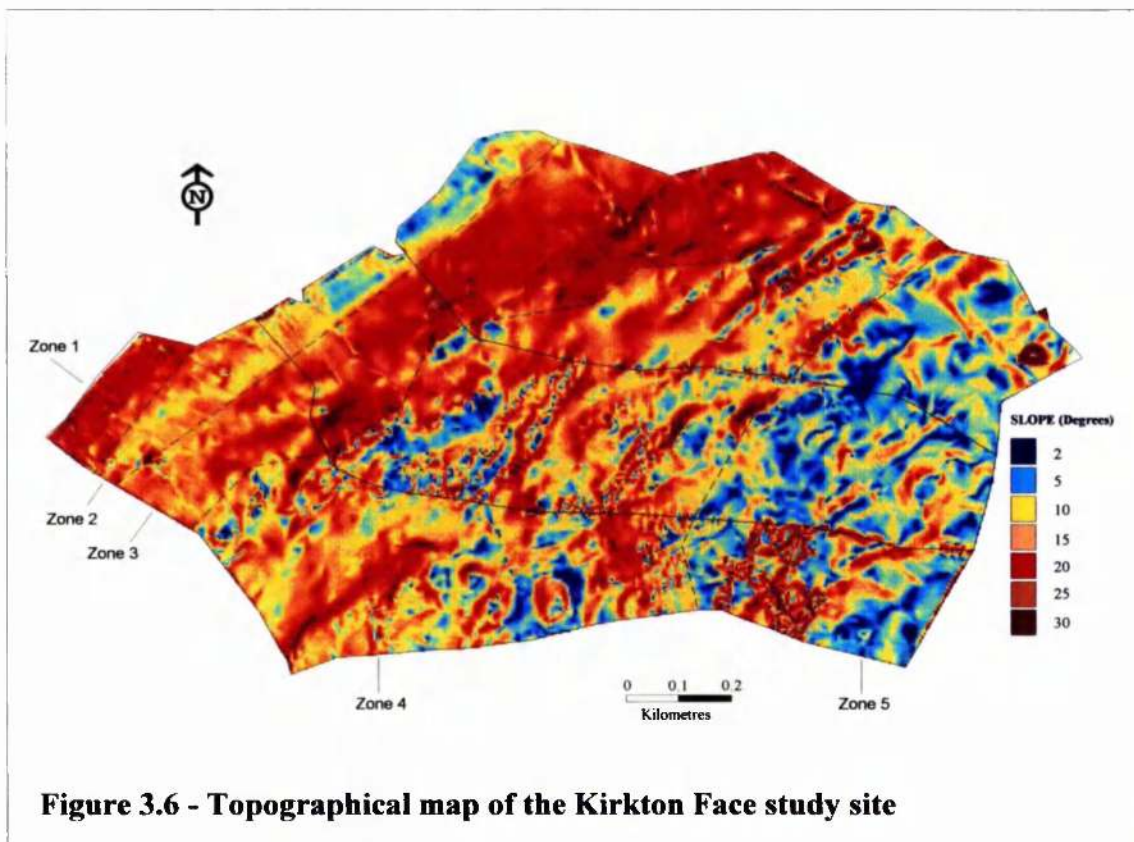 N
Zone 1
Zone 2
Zone 3
SLOPE (Degrees)
2
5
10
15
20
25
30
0 0.1 0.2
Kilometres
Zone 4
Zone 5
Figure 3.6 - Topographical map of the Kirkton Face study site